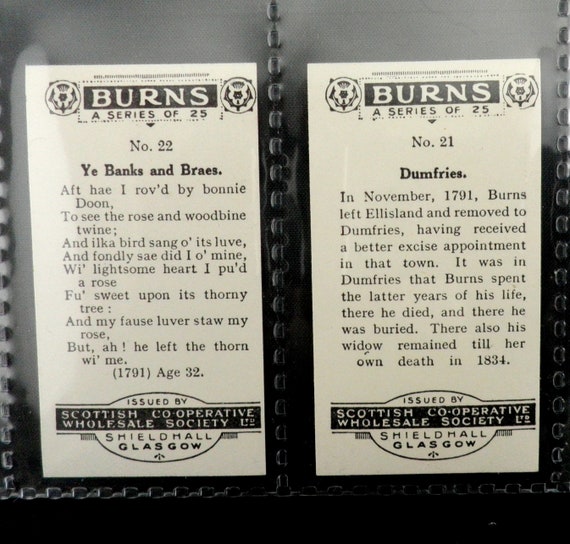 BURNS
A SERIES OF 25
No. 22
Ye Banks and Braes.
Aft hae I rov'd by bonnie
Doon,
To see the rose and woodbine
twine;
And ilka bird sang o' its luve,
And fondly sae did I o' mine,
Wi' lightsome heart I pu'd
a rose
Fu' sweet upon its thorny
tree:
And my fause luver staw my
rose,
But, ah! he left the thorn
wi' me.
(1791) Age 32.
ISSUED BY
SCOTTISH CO-OPERATIVE
WHOLESALE SOCIETY LTD
SHIELDHALL
GLASGOW
BURNS
A SERIES OF 25
No. 21
Dumfries.
In November, 1791, Burns
left Ellisland and removed to
Dumfries, having received
a better excise appointment
in that town. It was in
Dumfries that Burns spent
the latter years of his life,
there he died, and there he
was buried. There also his
widow remained till her
own death in 1834.
ISSUED BY
SCOTTISH CO-OPERATIVE
WHOLESALE SOCIETY LTD
SHIELDHALL
GLASGOW